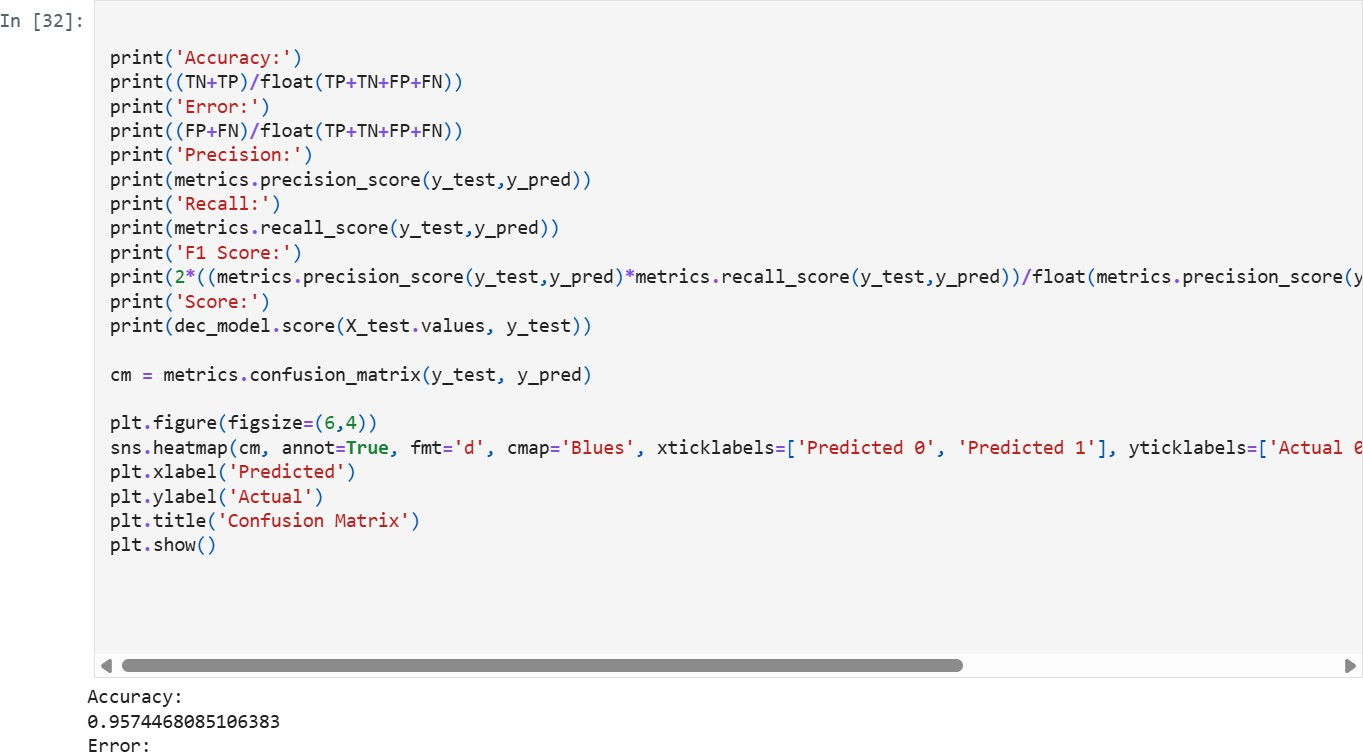 In [32]:
print('Accuracy:')
print((TN+TP)/float(TP+TN+FP+FN))
print('Error:')
print((FP+FN)/float(TP+TN+FP+FN))
print('Precision:')
print(metrics.precision_score(y_test,y_pred))
print('Recall:')
print(metrics.recall_score(y_test,y_pred))
print('F1 Score:')
print(2*((metrics.precision_score(y_test,y_pred)*metrics.recall_score(y_test,y_pred))/float(metrics.precision_score(y
print('Score:')
print(dec_model.score(X_test.values, y_test))
cm = metrics.confusion_matrix(y_test, y_pred)
plt.figure(figsize=(6,4))
sns.heatmap(cm, annot=True, fmt='d', cmap='Blues', xticklabels=['Predicted 0', 'Predicted 1'], yticklabels=['Actual 0
plt.xlabel('Predicted')
plt.ylabel('Actual')
plt.title('Confusion Matrix')
plt.show()
Accuracy:
0.9574468085106383
Error: